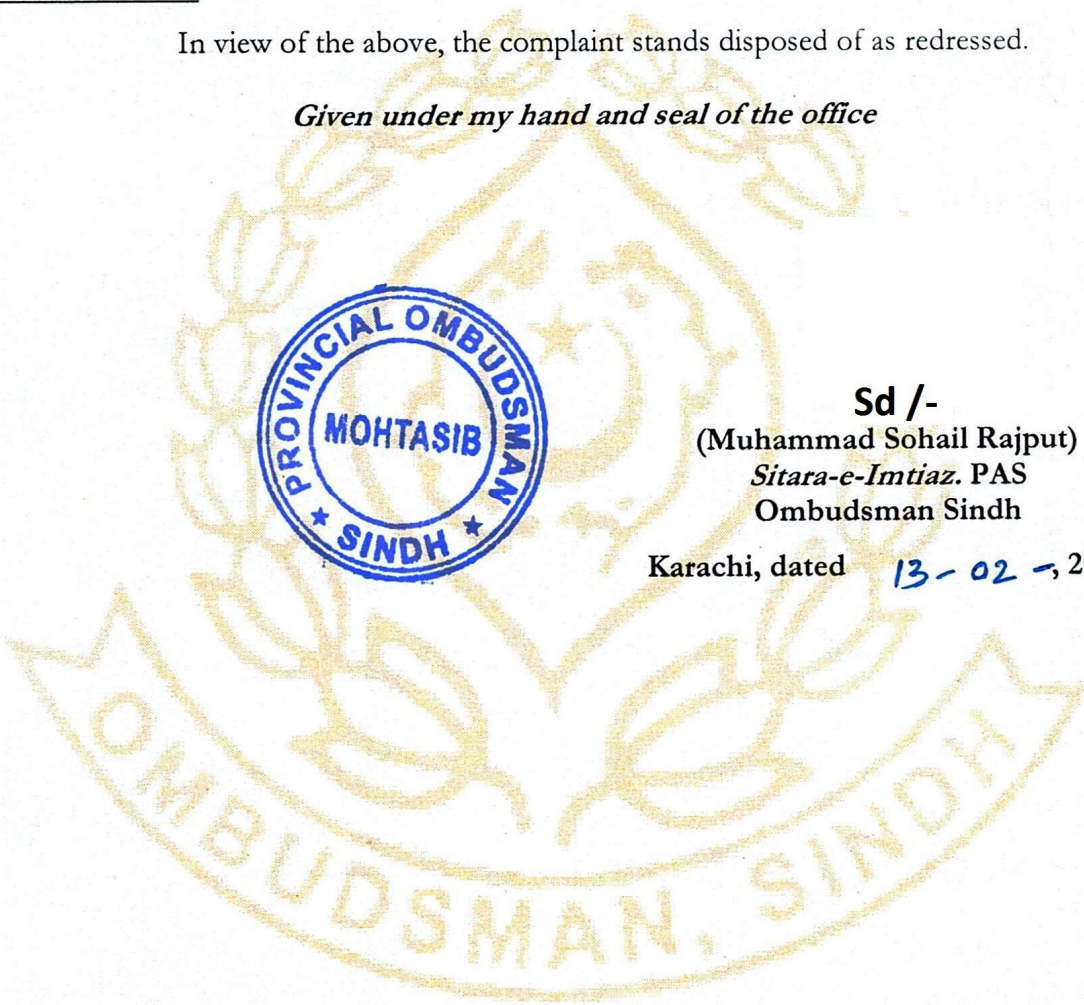 In view of the above, the complaint stands disposed of as redressed.
Given under my hand and seal of the office
PROVINCIAL OMBUDSMAN
MOHTASIB
★ SINDH ★
Sd /-
(Muhammad Sohail Rajput)
Sitara-e-Imtiaz. PAS
Ombudsman Sindh
Karachi, dated 13-02-, 2
OMBUDSMAN, SINDH